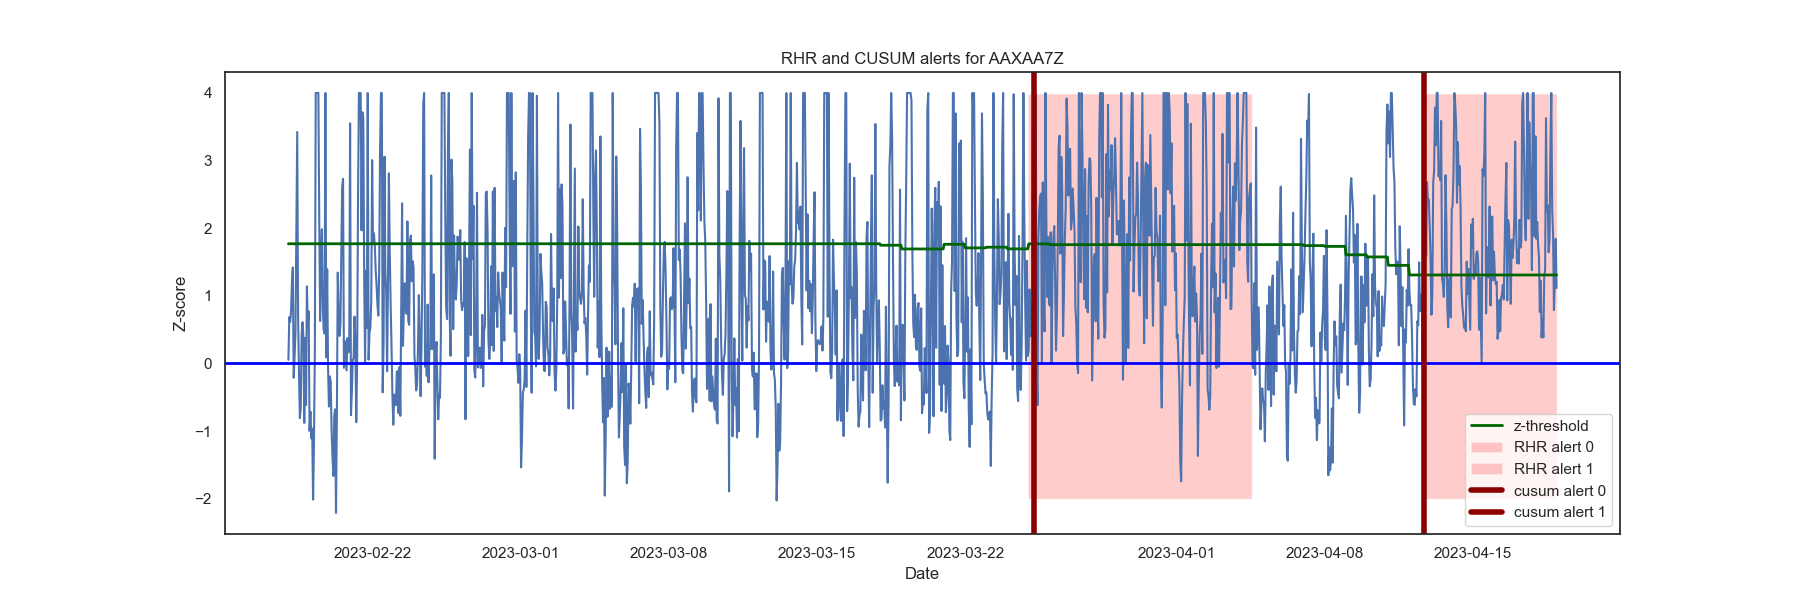 RHR and CUSUM alerts for AAXAA7Z
4
3
2
1
0
−1
−2
Z-score
z-threshold
RHR alert 0
RHR alert 1
cusum alert 0
cusum alert 1
2023-02-22 2023-03-01 2023-03-08 2023-03-15 2023-03-22 2023-04-01 2023-04-08 2023-04-15
Date